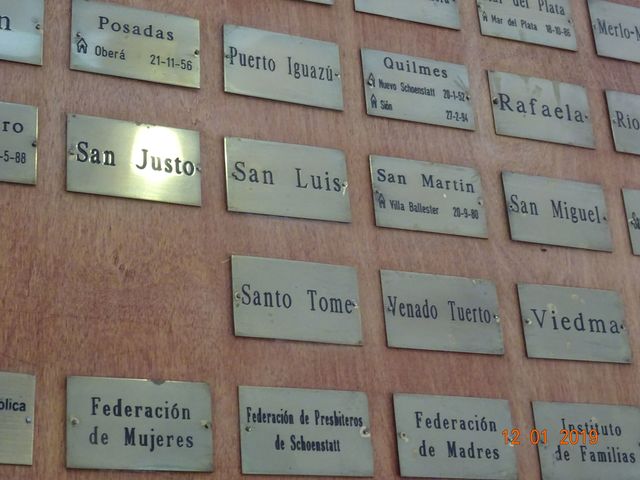 Posadas
Oberá 21-11-56
Puerto Iguazú
Quilmes
Nuevo Schoenstatt 20-1-52
Sión 27-2-94
del Plata
Mar del Plata 18-10-86
Rafaela
San Justo
San Luis
San Martin
Villa Ballester 20-9-80
San Miguel
Santo Tome
Venado Tuerto
Viedma
Federación
de Mujeres
Federación de Presbiteros
de Schoenstatt
Federación
de Madres
Instituto
de Familias
12 01 2019